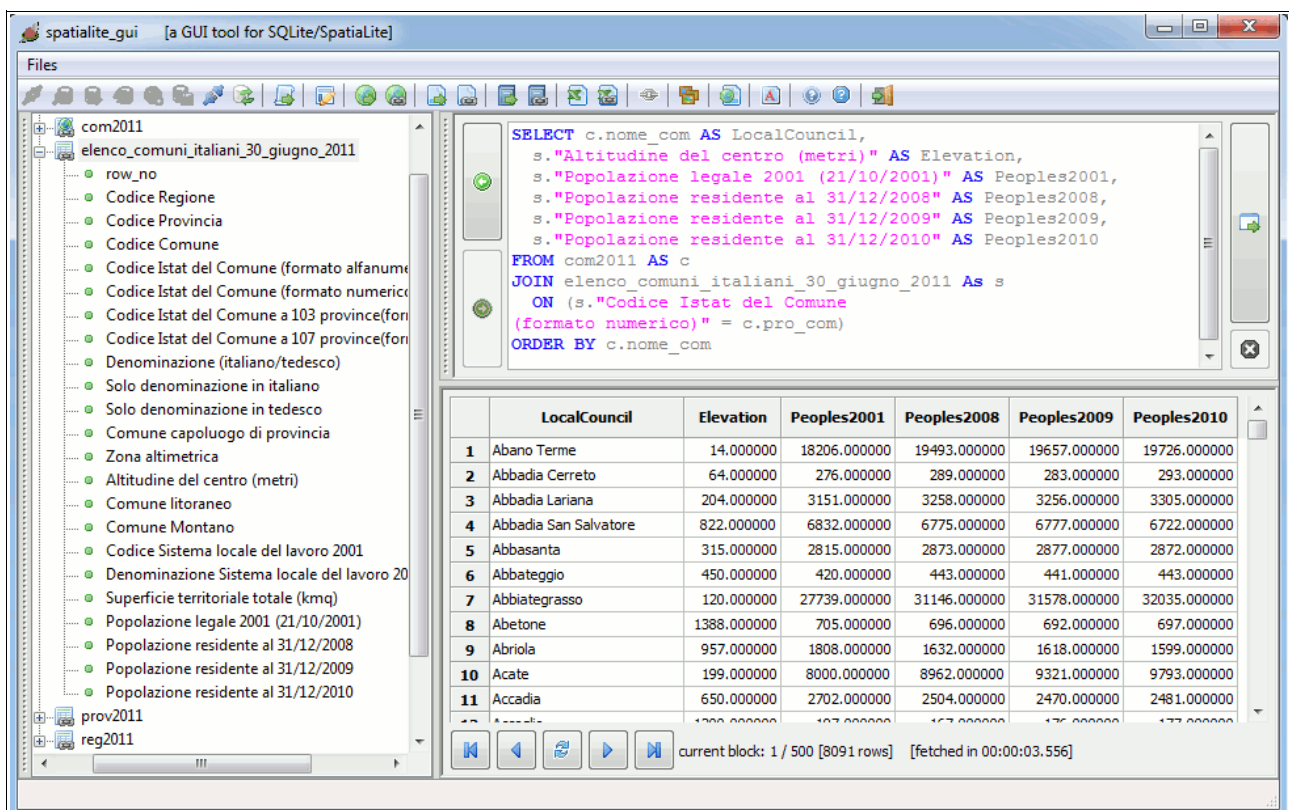 spatialite_gui [a GUI tool for SQLite/SpatiaLite]
Files
com2011
elenco_comuni_italiani_30_giugno_2011
row_no
Codice Regione
Codice Provincia
Codice Comune
Codice Istat del Comune (formato alfanume
Codice Istat del Comune (formato numerico
Codice Istat del Comune a 103 province(for
Codice Istat del Comune a 107 province(for
Denominazione (italiano/tedesco)
Solo denominazione in italiano
Solo denominazione in tedesco
Comune capoluogo di provincia
Zona altimetrica
Altitudine del centro (metri)
Comune litoraneo
Comune Montano
Codice Sistema locale del lavoro 2001
Denominazione Sistema locale del lavoro 20
Superficie territoriale totale (kmq)
Popolazione legale 2001 (21/10/2001)
Popolazione residente al 31/12/2008
Popolazione residente al 31/12/2009
Popolazione residente al 31/12/2010
prov2011
reg2011
SELECT c.nome_com AS LocalCouncil,
s."Altitudine del centro (metri)" AS Elevation,
s."Popolazione legale 2001 (21/10/2001)" AS Peoples2001,
s."Popolazione residente al 31/12/2008" AS Peoples2008,
s."Popolazione residente al 31/12/2009" AS Peoples2009,
s."Popolazione residente al 31/12/2010" AS Peoples2010
FROM com2011 AS c
JOIN elenco_comuni_italiani_30_giugno_2011 As s
ON (s."Codice Istat del Comune
(formato numerico)" = c.pro_com)
ORDER BY c.nome_com
LocalCouncil Elevation Peoples2001 Peoples2008 Peoples2009 Peoples2010
1 Abano Terme 14.000000 18206.000000 19493.000000 19657.000000 19726.000000
2 Abbadia Cerreto 64.000000 276.000000 289.000000 283.000000 293.000000
3 Abbadia Lariana 204.000000 3151.000000 3258.000000 3256.000000 3305.000000
4 Abbadia San Salvatore 822.000000 6832.000000 6775.000000 6777.000000 6722.000000
5 Abbasanta 315.000000 2815.000000 2873.000000 2877.000000 2872.000000
6 Abbateggio 450.000000 420.000000 443.000000 441.000000 443.000000
7 Abbiategrasso 120.000000 27739.000000 31146.000000 31578.000000 32035.000000
8 Abetone 1388.000000 705.000000 696.000000 692.000000 697.000000
9 Abriola 957.000000 1808.000000 1632.000000 1618.000000 1599.000000
10 Acate 199.000000 8000.000000 8962.000000 9321.000000 9793.000000
11 Accadia 650.000000 2702.000000 2504.000000 2470.000000 2481.000000
current block: 1 / 500 [8091 rows] [fetched in 00:00:03.556]